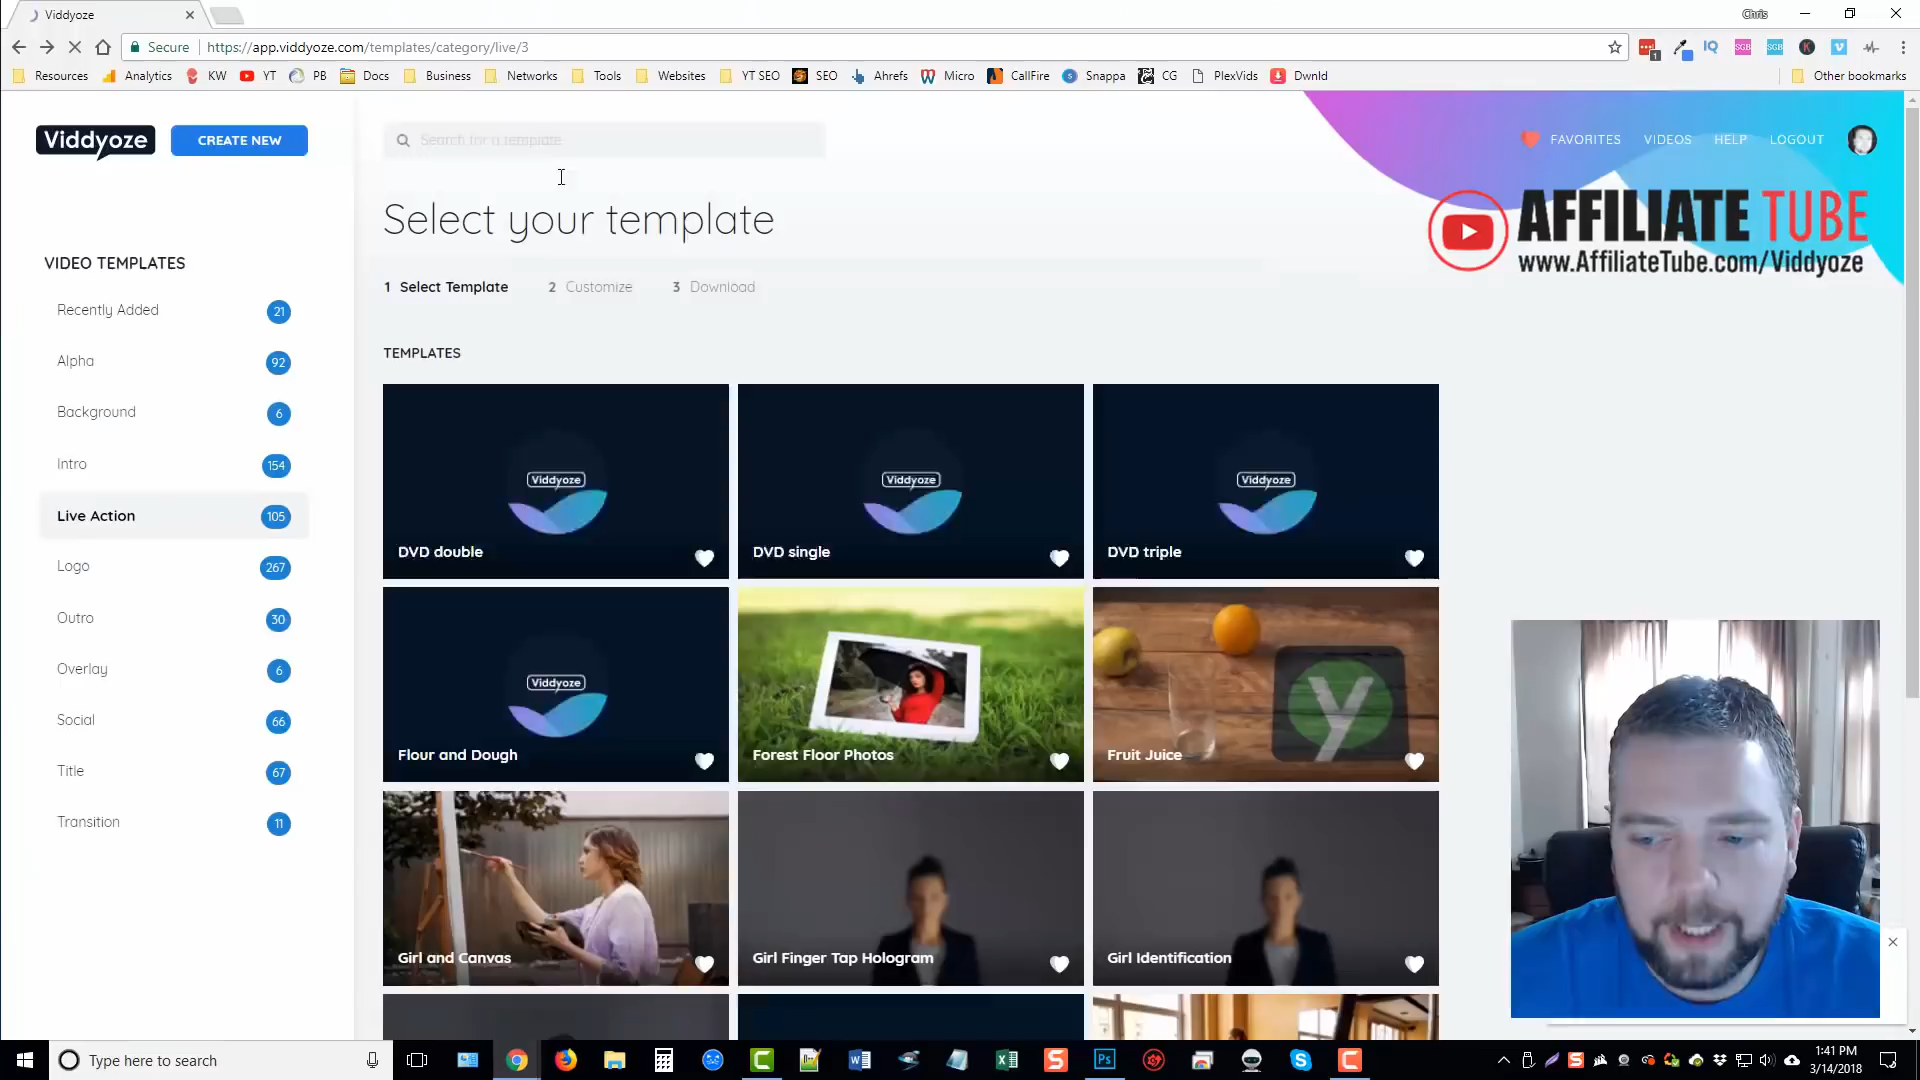 Viddyoze
Chris
Secure
https://app.viddyoze.com/templates/category/live/3
Resources Analytics KW YT PB Docs Business Networks Tools Websites YT SEO SEO Ahrefs Micro CallFire Snappa CG PlexVids Dwnld Other bookmarks
Viddyoze CREATE NEW
Search for a template
FAVORITES VIDEOS HELP LOGOUT
AFFILIATE TUBE
www.AffiliateTube.com/Viddyoze
Select your template
1 Select Template 2 Customize 3 Download
VIDEO TEMPLATES
Recently Added 21
Alpha 92
Background 6
Intro 154
Live Action 105
Logo 267
Outro 30
Overlay 6
Social 66
Title 67
Transition 11
TEMPLATES
Viddyoze Viddyoze Viddyoze
DVD double DVD single DVD triple
Viddyoze
Flour and Dough Forest Floor Photos Fruit Juice
Girl and Canvas Girl Finger Tap Hologram Girl Identification
Type here to search
1:41 PM
3/14/2018